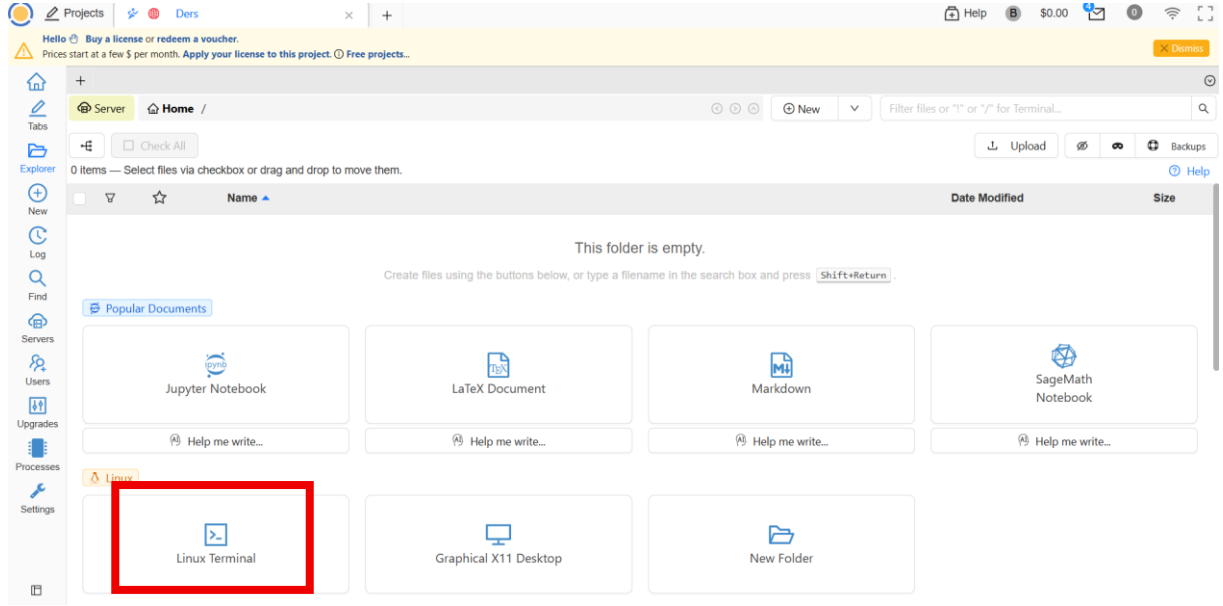 Projects Ders Help B $0.00 4 0
Hello Buy a license or redeem a voucher.
Prices start at a few $ per month. Apply your license to this project. Free projects...
Dismiss
Tabs
Explorer
New
Log
Find
Servers
Users
Upgrades
Processes
Settings
Server Home / New Filter files or "!" or "/" for Terminal...
Check All Upload Backups
0 items — Select files via checkbox or drag and drop to move them. Help
Name Date Modified Size
This folder is empty.
Create files using the buttons below, or type a filename in the search box and press Shift+Return .
Popular Documents
ipynb
Jupyter Notebook
Help me write...
TEX
LaTeX Document
Help me write...
M
Markdown
Help me write...
SageMath
Notebook
Help me write...
Linux
Linux Terminal
Graphical X11 Desktop
New Folder